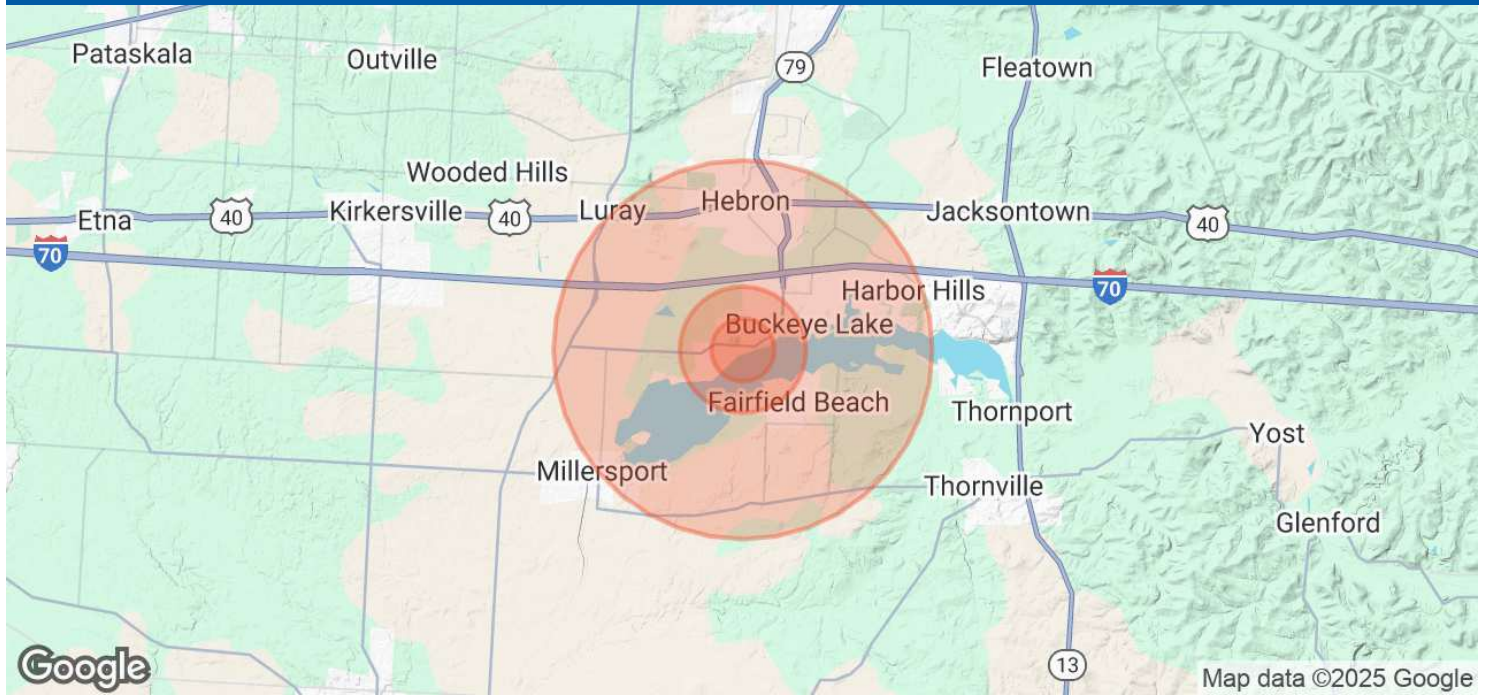 Pataskala
Outville
79
Fleatown
Wooded Hills
Etna
40
Kirkersville
40
Luray
Hebron
Jacksontown
40
70
Harbor Hills
70
Buckeye Lake
Fairfield Beach
Thornport
Yost
Millersport
Thornville
Glenford
13
Google
Map data ©2025 Google